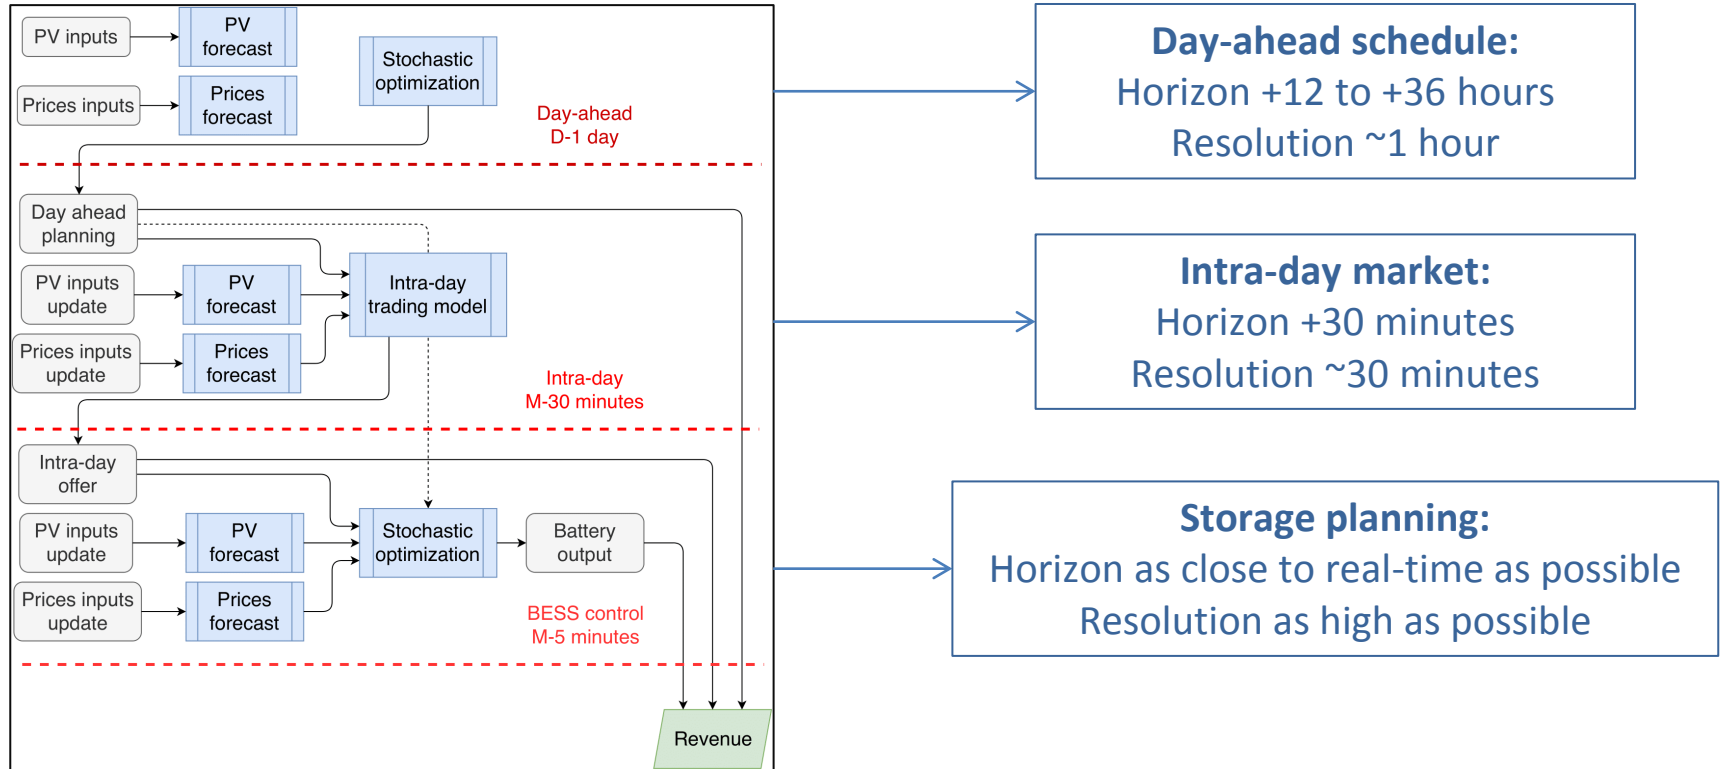 PV inputs
PV
forecast
Prices inputs
Prices
forecast
Stochastic
optimization
Day-ahead
D-1 day
Day ahead
planning
PV inputs
update
PV
forecast
Prices inputs
update
Prices
forecast
Intra-day
trading model
Intra-day
M-30 minutes
Intra-day
offer
PV inputs
update
PV
forecast
Prices inputs
update
Prices
forecast
Stochastic
optimization
Battery
output
BESS control
M-5 minutes
Revenue
Day-ahead schedule:
Horizon +12 to +36 hours
Resolution ~1 hour
Intra-day market:
Horizon +30 minutes
Resolution ~30 minutes
Storage planning:
Horizon as close to real-time as possible
Resolution as high as possible